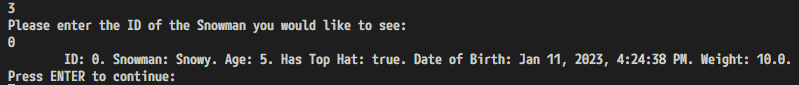 3
Please enter the ID of the Snowman you would like to see:
0
ID: 0. Snowman: Snowy. Age: 5. Has Top Hat: true. Date of Birth: Jan 11, 2023, 4:24:38 PM. Weight: 10.0.
Press ENTER to continue: